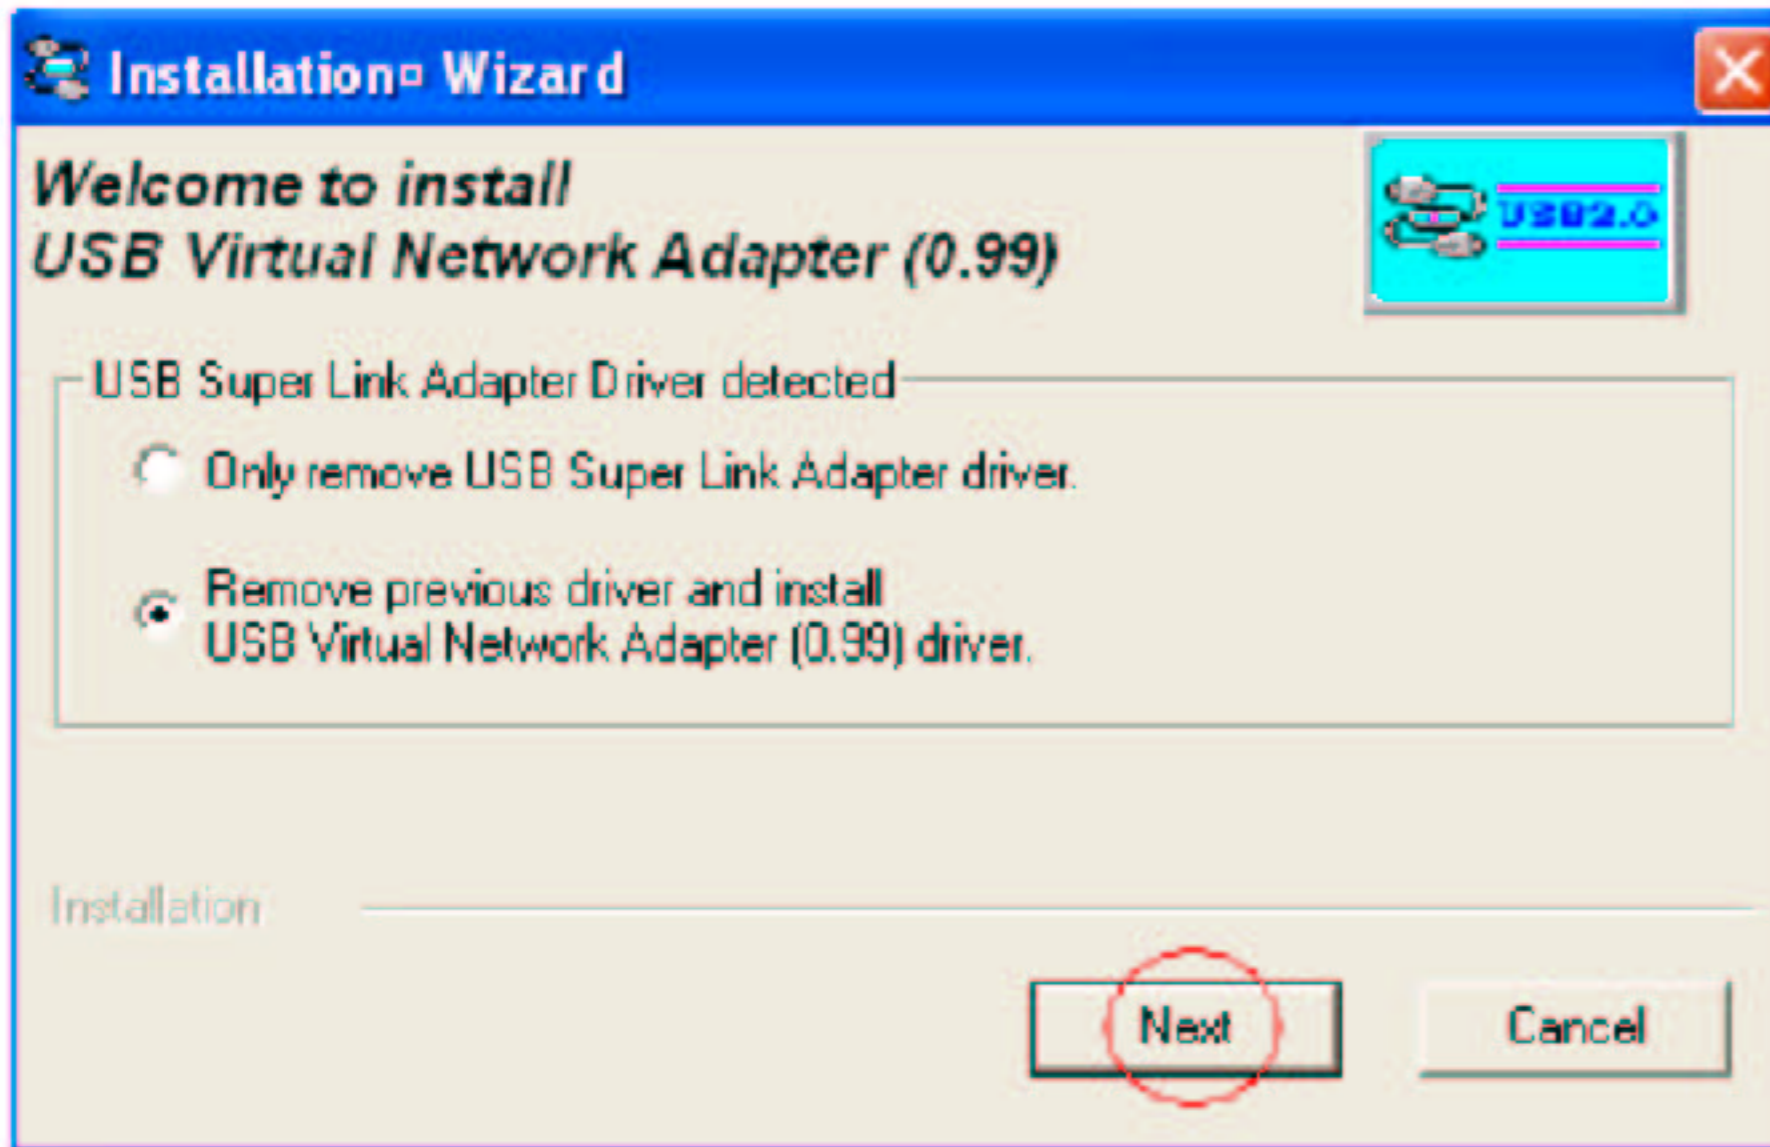 Installation¤ Wizard
Welcome to install
USB Virtual Network Adapter (0.99)
USB2.0
USB Super Link Adapter Driver detected
Only remove USB Super Link Adapter driver.
Remove previous driver and install
USB Virtual Network Adapter (0.99) driver.
Installation
Next
Cancel